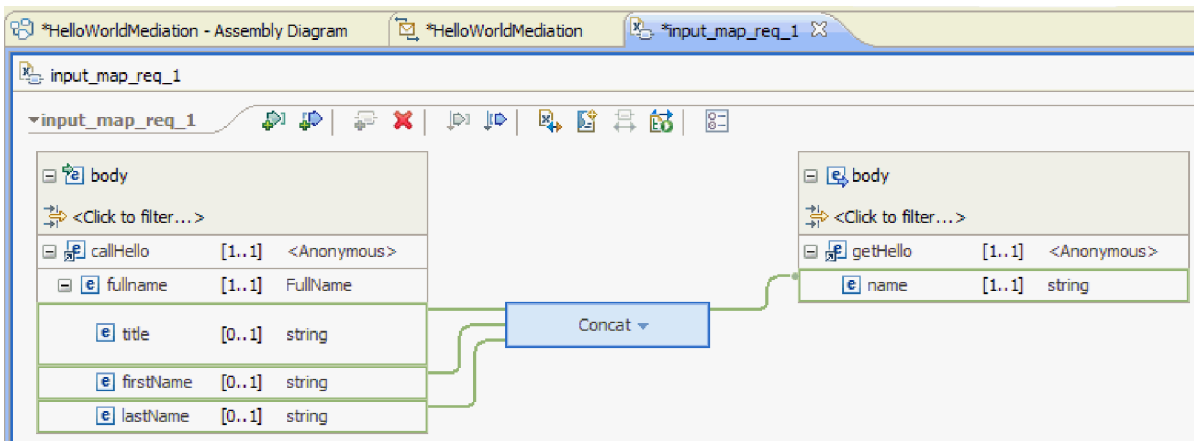 *HelloWorldMediation - Assembly Diagram *HelloWorldMediation *input_map_req_1
input_map_req_1
input_map_req_1
body body
<Click to filter...> <Click to filter...>
callHello [1..1] <Anonymous> getHello [1..1] <Anonymous>
fullname [1..1] FullName name [1..1] string
title [0..1] string Concat
firstName [0..1] string
lastName [0..1] string